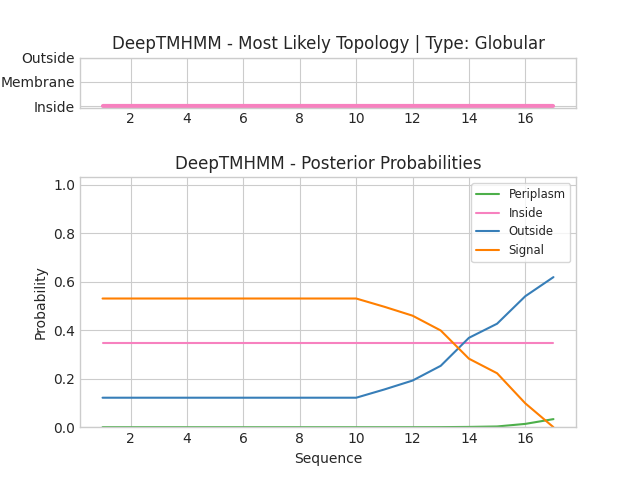 DeepTMHMM - Most Likely Topology | Type: Globular
Outside
Membrane
Inside
2 4 6 8 10 12 14 16
DeepTMHMM - Posterior Probabilities
1.0
0.8
0.6
0.4
0.2
0.0
Probability
Periplasm
Inside
Outside
Signal
2 4 6 8 10 12 14 16
Sequence